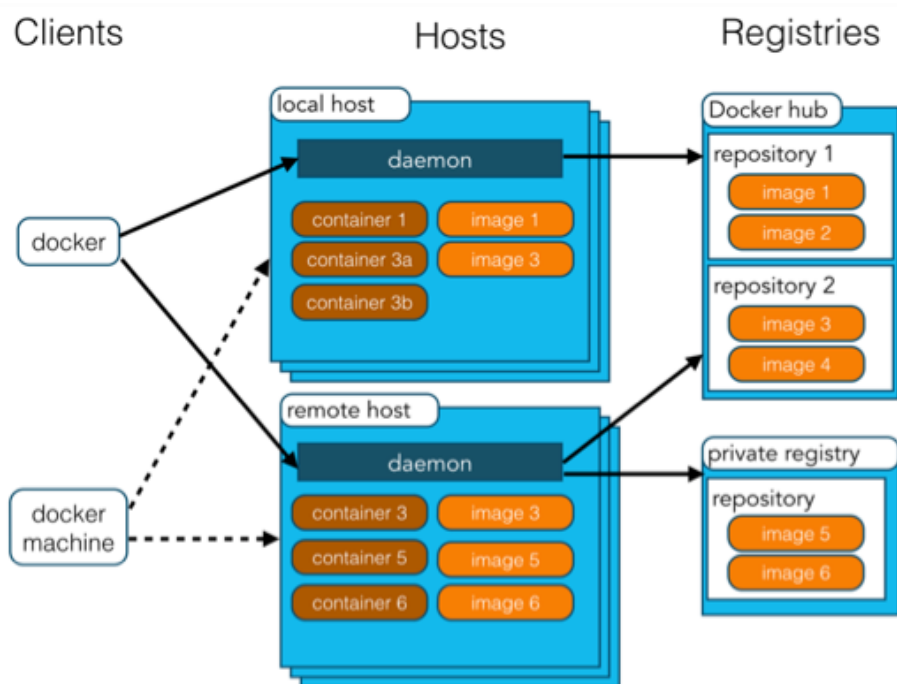 Clients
Hosts
Registries
docker
docker
machine
local host
daemon
container 1
image 1
container 3a
image 3
container 3b
remote host
daemon
container 3
image 3
container 5
image 5
container 6
image 6
Docker hub
repository 1
image 1
image 2
repository 2
image 3
image 4
private registry
repository
image 5
image 6